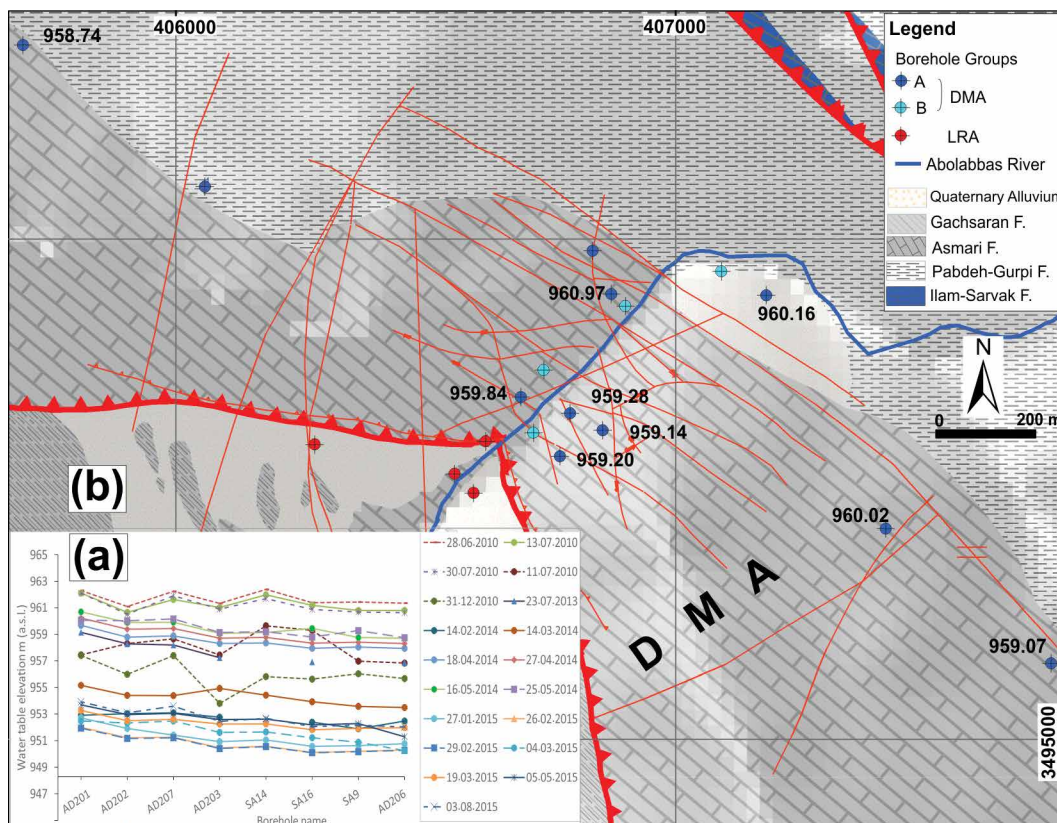 406000
407000
958.74
960.97
960.16
959.84
959.28
959.14
959.20
960.02
959.07
3495000
D M A
N
0 200 m
Legend
Borehole Groups
A
DMA
B
LRA
Abolabbas River
Quaternary Alluvium
Gachsaran F.
Asmari F.
Pabdeh-Gurpi F.
Ilam-Sarvak F.
(b)
(a)
Water table elevation m (a.s.l.)
965
963
961
959
957
955
953
951
949
947
AD201 AD202 AD207 AD203 SA14 SA16 SA9 AD206
Borehole name
28-06-2010 13-07-2010
30-07-2010 11-07-2010
31-12-2010 23-07-2013
14-02-2014 14-03-2014
18-04-2014 27-04-2014
16-05-2014 25-05-2014
27-01-2015 26-02-2015
29-02-2015 04-03-2015
19-03-2015 05-05-2015
03-08-2015